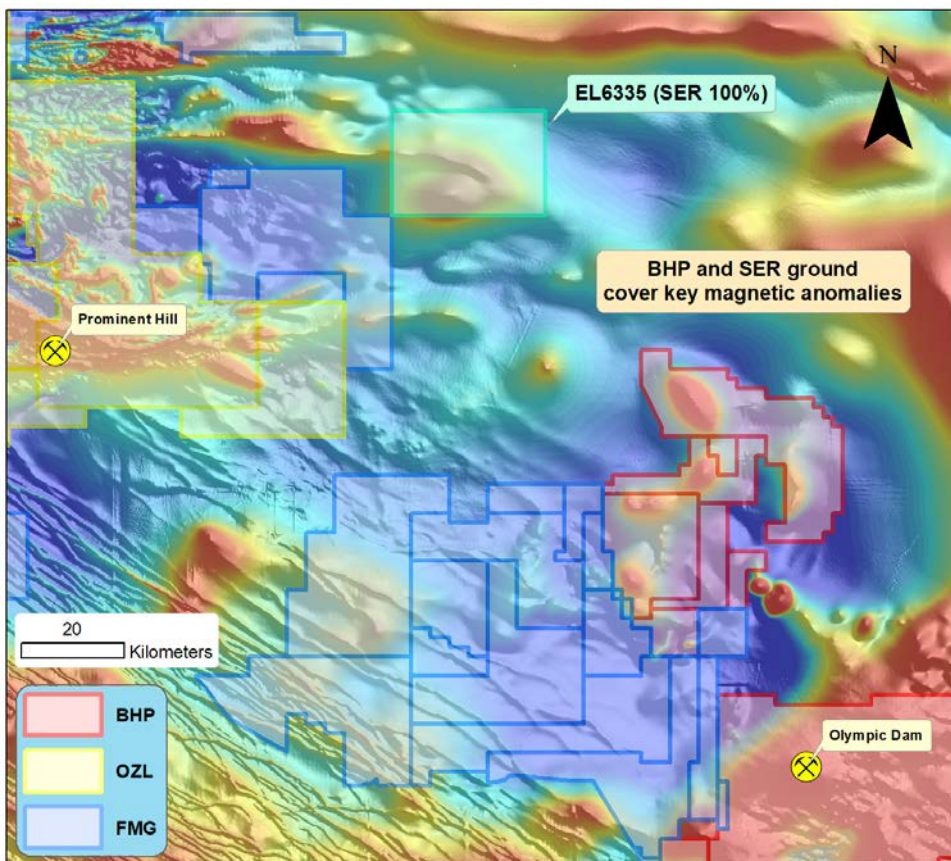 N
EL6335 (SER 100%)
BHP and SER ground
cover key magnetic anomalies
Prominent Hill
20
Kilometers
BHP
OZL
FMG
Olympic Dam